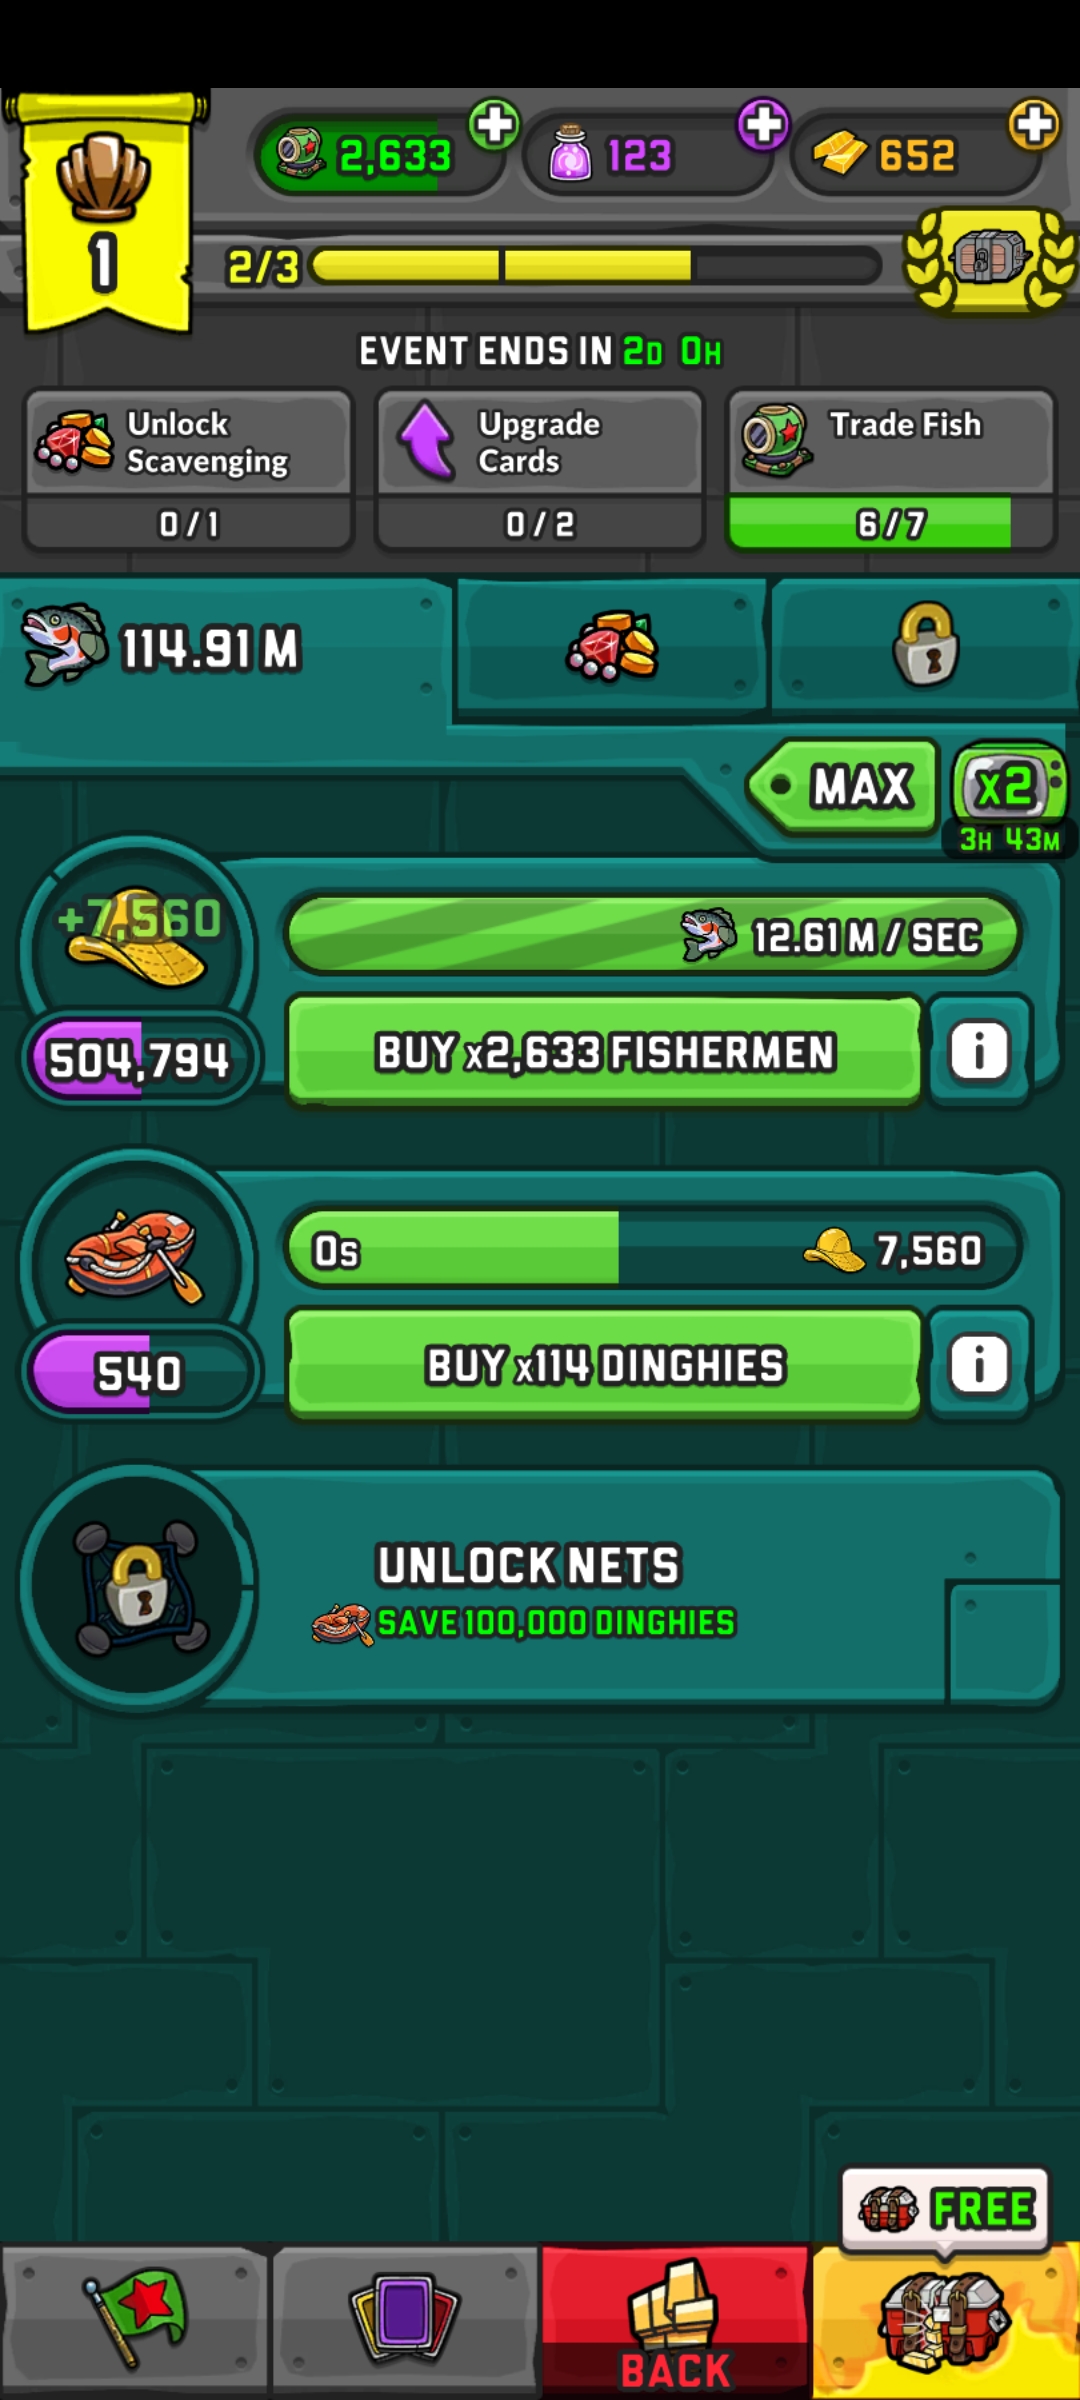 2,633
123
652
1
2/3
EVENT ENDS IN 2D 0H
Unlock
Scavenging
0/1
Upgrade
Cards
0/2
Trade Fish
6/7
114.91 M
MAX
x2
3H 43M
+7,560
12.61 M / SEC
504,794
BUY x2,633 FISHERMEN
i
0s
7,560
540
BUY x114 DINGHIES
i
UNLOCK NETS
SAVE 100,000 DINGHIES
FREE
BACK